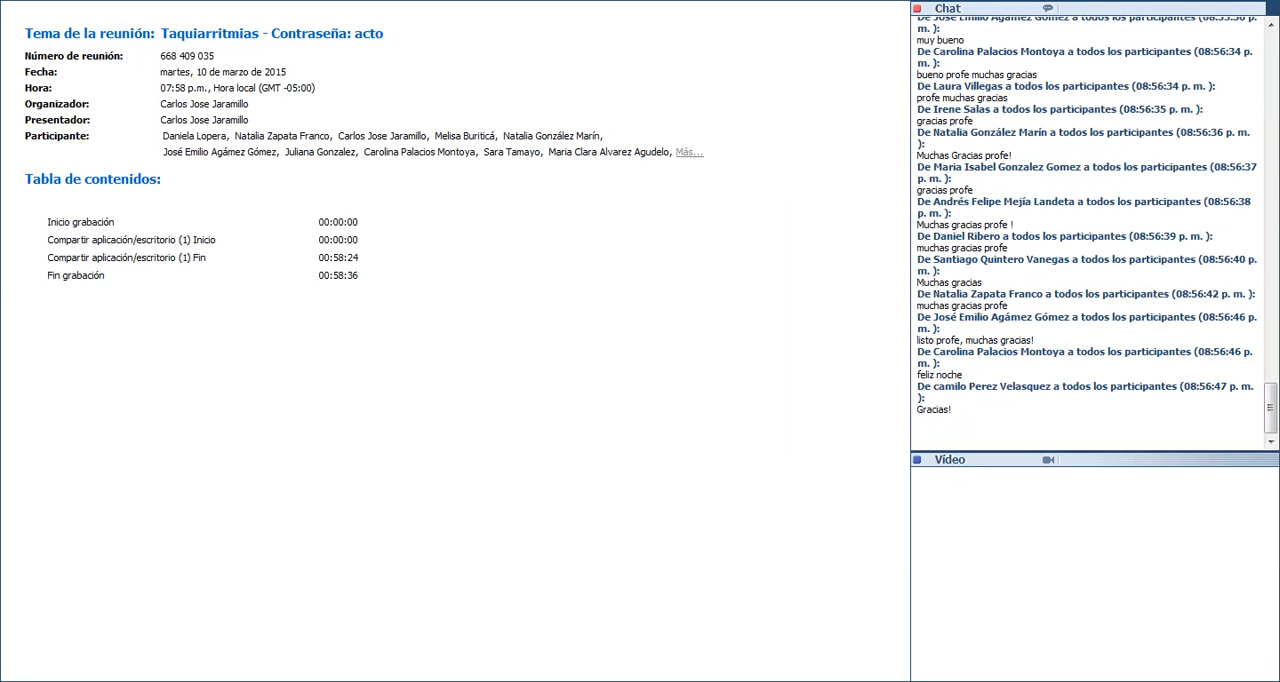 Tema de la reunión: Taquiarritmias - Contraseña: acto
Número de reunión: 668 409 035
Fecha: martes, 10 de marzo de 2015
Hora: 07:58 p.m., Hora local (GMT -05:00)
Organizador: Carlos Jose Jaramillo
Presentador: Carlos Jose Jaramillo
Participante: Daniela Lopera, Natalia Zapata Franco, Carlos Jose Jaramillo, Melisa Buriticá, Natalia González Marín,
José Emilio Agámez Gómez, Juliana Gonzalez, Carolina Palacios Montoya, Sara Tamayo, Maria Clara Alvarez Agudelo, Más...
Tabla de contenidos:
Inicio grabación 00:00:00
Compartir aplicación/escritorio (1) Inicio 00:00:00
Compartir aplicación/escritorio (1) Fin 00:58:24
Fin grabación 00:58:36
Chat
De José Emilio Agámez Gómez a todos los participantes
m. ):
muy bueno
De Carolina Palacios Montoya a todos los participantes (08:56:34 p.
m. ):
bueno profe muchas gracias
De Laura Villegas a todos los participantes (08:56:34 p. m. ):
profe muchas gracias
De Irene Salas a todos los participantes (08:56:35 p. m. ):
gracias profe
De Natalia González Marín a todos los participantes (08:56:36 p. m.
):
Muchas Gracias profe!
De Maria Isabel Gonzalez Gomez a todos los participantes (08:56:37
p. m. ):
gracias profe
De Andrés Felipe Mejía Landeta a todos los participantes (08:56:38
p. m. ):
Muchas gracias profe !
De Daniel Ribero a todos los participantes (08:56:39 p. m. ):
muchas gracias profe
De Santiago Quintero Vanegas a todos los participantes (08:56:40 p.
m. ):
Muchas gracias
De Natalia Zapata Franco a todos los participantes (08:56:42 p. m. ):
muchas gracias profe
De José Emilio Agámez Gómez a todos los participantes (08:56:46 p.
m. ):
listo profe, muchas gracias!
De Carolina Palacios Montoya a todos los participantes (08:56:46 p.
m. ):
feliz noche
De camilo Perez Velasquez a todos los participantes (08:56:47 p. m.
):
Gracias!
Vídeo